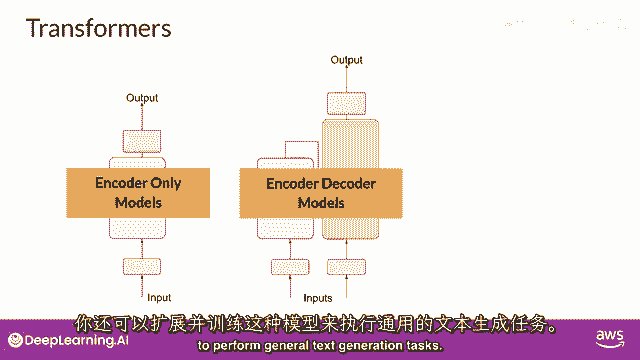 Transformers
Output
Output
Encoder Only
Models
Encoder Decoder
Models
Input
Inputs
你还可以扩展并训练这种模型来执行通用的文本生成任务。
to perform general text generation tasks.
DeepLearning.AI
aws